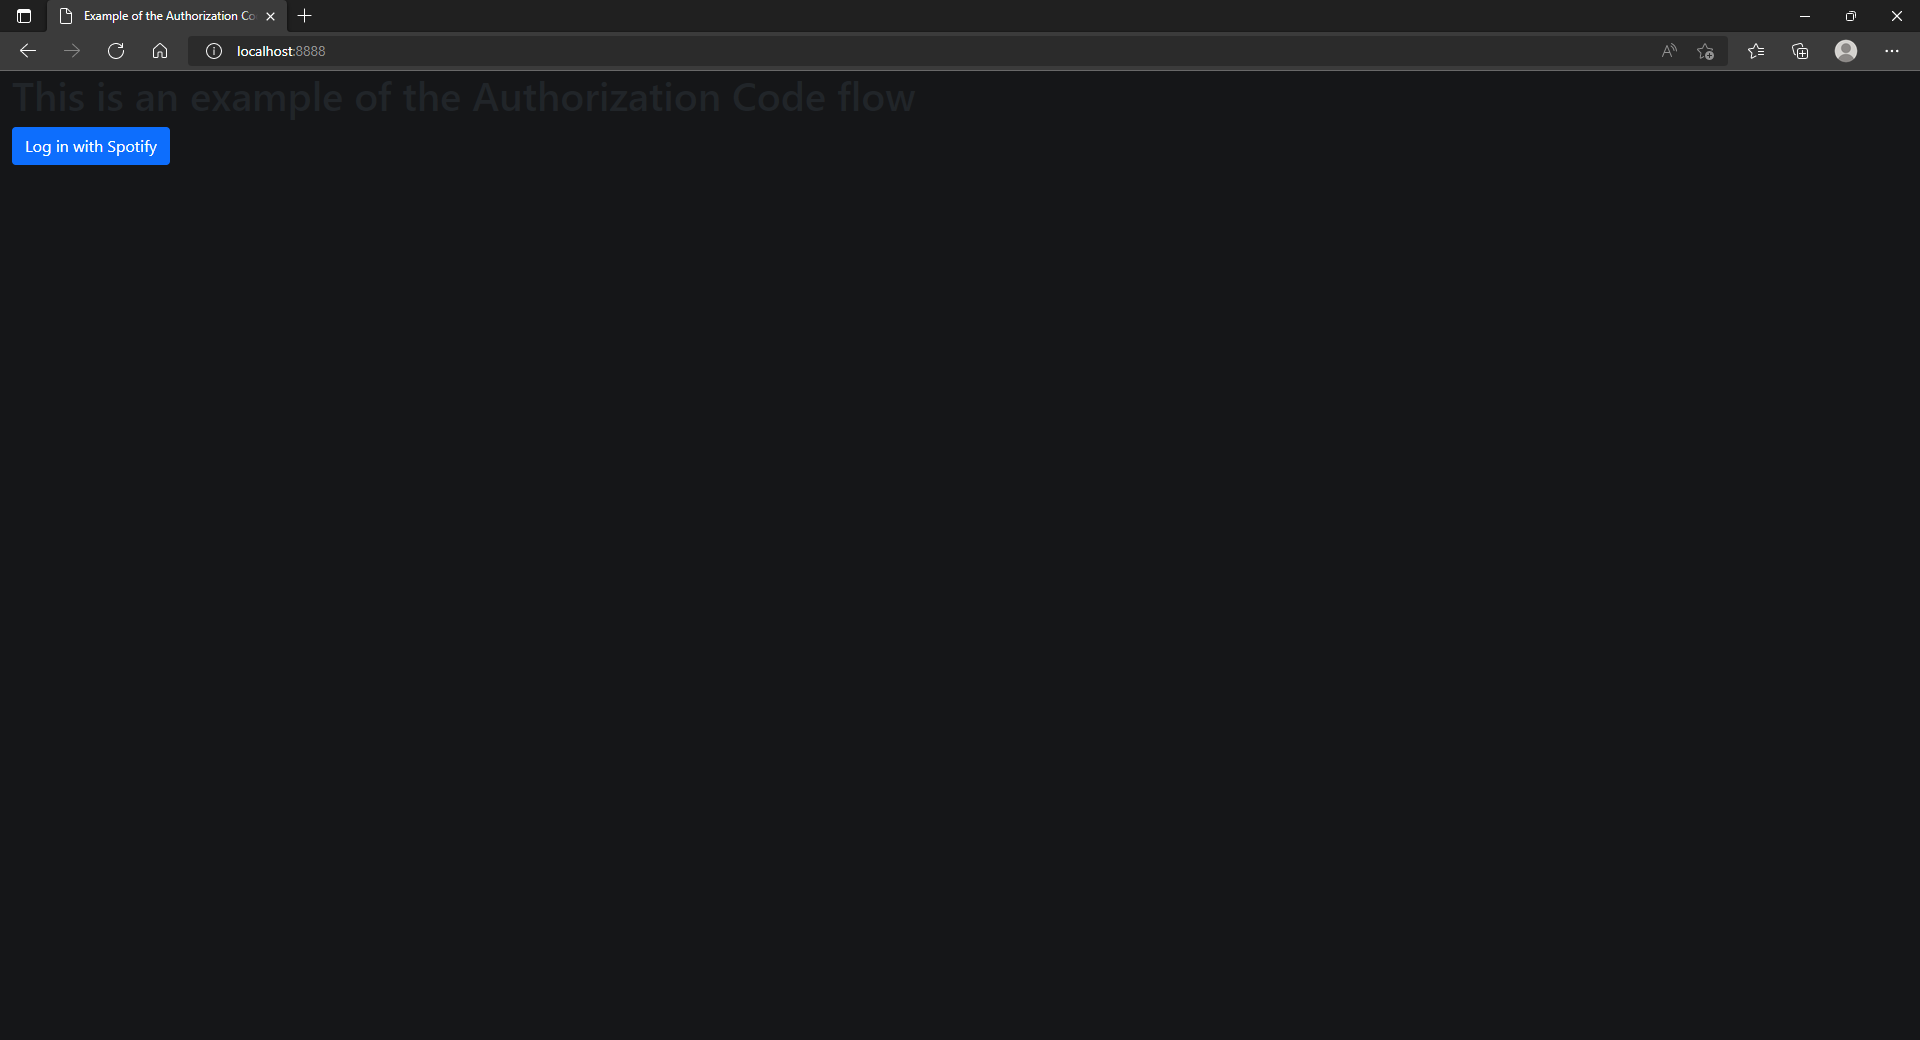 Example of the Authorization Co
localhost:8888
This is an example of the Authorization Code flow
Log in with Spotify